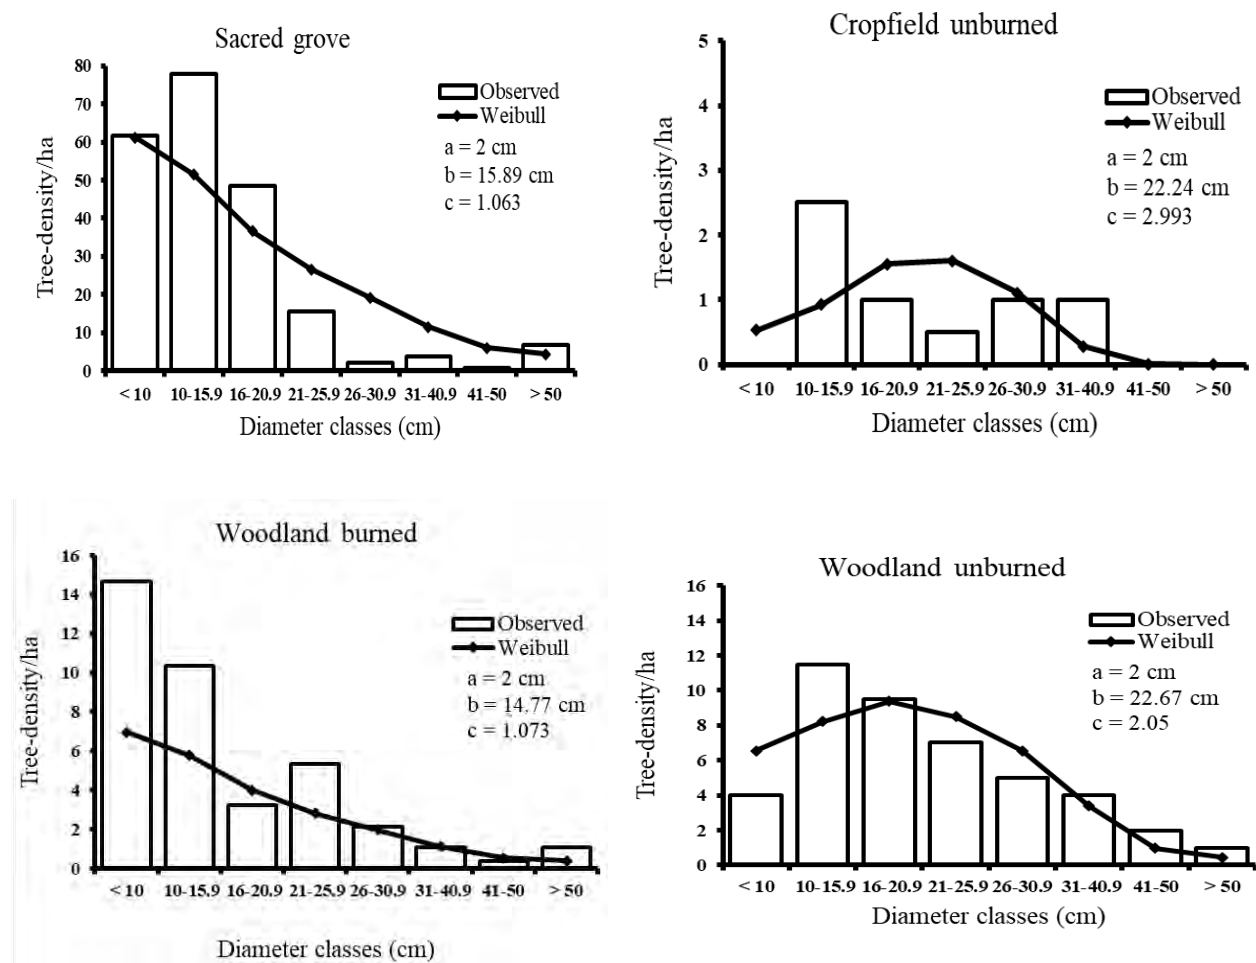 Sacred grove
Tree-density/ha
80
70
60
50
40
30
20
10
0
Observed
Weibull
a = 2 cm
b = 15.89 cm
c = 1.063
< 10 10-15.9 16-20.9 21-25.9 26-30.9 31-40.9 41-50 > 50
Diameter classes (cm)
Cropfield unburned
Tree-density/ha
5
4
3
2
1
0
Observed
Weibull
a = 2 cm
b = 22.24 cm
c = 2.993
< 10 10-15.9 16-20.9 21-25.9 26-30.9 31-40.9 41-50 > 50
Diameter classes (cm)
Woodland burned
Tree-density/ha
16
14
12
10
8
6
4
2
0
Observed
Weibull
a = 2 cm
b = 14.77 cm
c = 1.073
< 10 10-15.9 16-20.9 21-25.9 26-30.9 31-40.9 41-50 > 50
Diameter classes (cm)
Woodland unburned
Tree-density/ha
16
14
12
10
8
6
4
2
0
Observed
Weibull
a = 2 cm
b = 22.67 cm
c = 2.05
< 10 10-15.9 16-20.9 21-25.9 26-30.9 31-40.9 41-50 > 50
Diameter classes (cm)